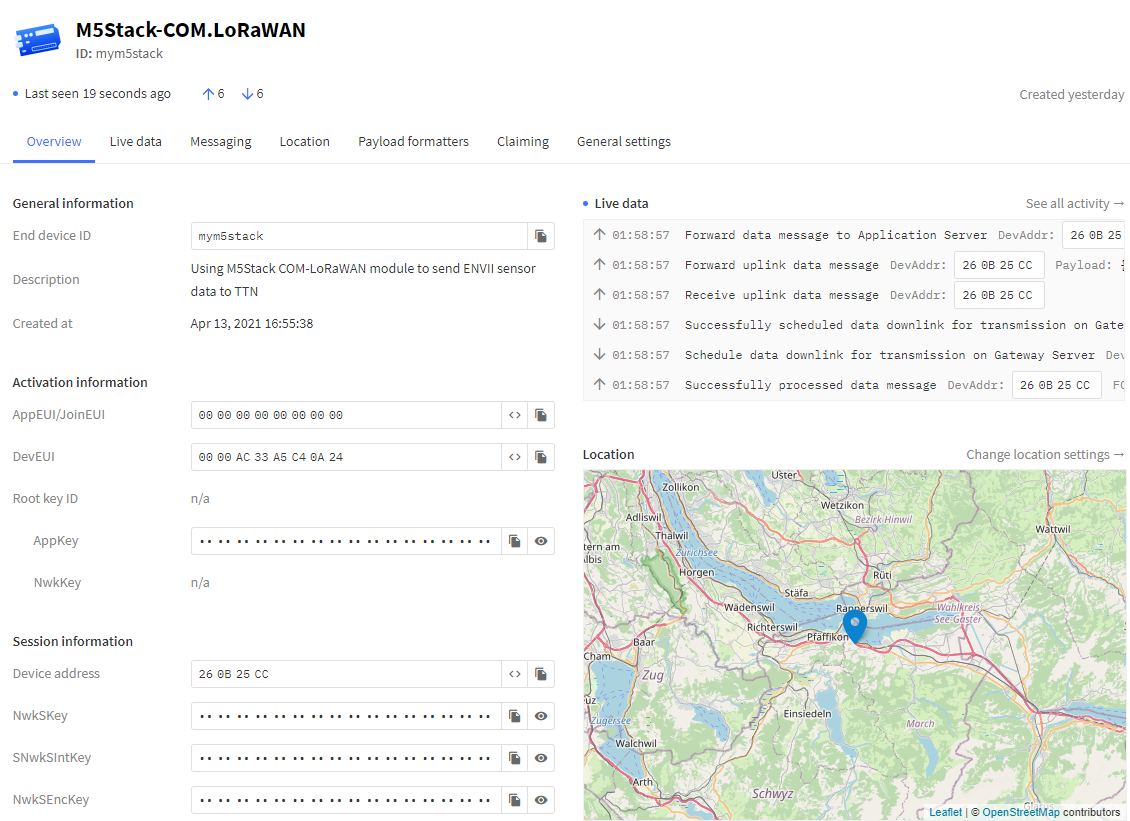 M5Stack-COM.LoRaWAN
ID: mym5stack
Last seen 19 seconds ago 6 6 Created yesterday
Overview Live data Messaging Location Payload formatters Claiming General settings
General information
End device ID mym5stack
Description Using M5Stack COM-LoRaWAN module to send ENVII sensor
data to TTN
Created at Apr 13, 2021 16:55:38
Activation information
AppEUI/JoinEUI 00 00 00 00 00 00 00 00 <>
DevEUI 00 00 AC 33 A5 C4 0A 24 <>
Root key ID n/a
AppKey
NwkKey n/a
Session information
Device address 26 0B 25 CC <>
NwkSKey
SNwkSIntKey
NwkSEncKey
Live data See all activity →
↑ 01:58:57 Forward data message to Application Server DevAddr: 26 0B 25
↑ 01:58:57 Forward uplink data message DevAddr: 26 0B 25 CC Payload: {
↑ 01:58:57 Receive uplink data message DevAddr: 26 0B 25 CC
↓ 01:58:57 Successfully scheduled data downlink for transmission on Gate
↓ 01:58:57 Schedule data downlink for transmission on Gateway Server Dev
↑ 01:58:57 Successfully processed data message DevAddr: 26 0B 25 CC FC
Location Change location settings →
Uster
Zollikon
Wetzikon
Bezirk Hinwil
Adliswil
Wattwil
Thalwil
tern am
Albis
Zürichsee
Horgen
Rüti
Stäfa
Wädenswil
Rapperswil
Wahlkreis
See-Gaster
Richterswil
Pfäffikon
Baar
Cham
Zug
Zugersee
Einsiedeln
March
Walchwil
Arth
Schwyz
Leaflet | © OpenStreetMap contributors